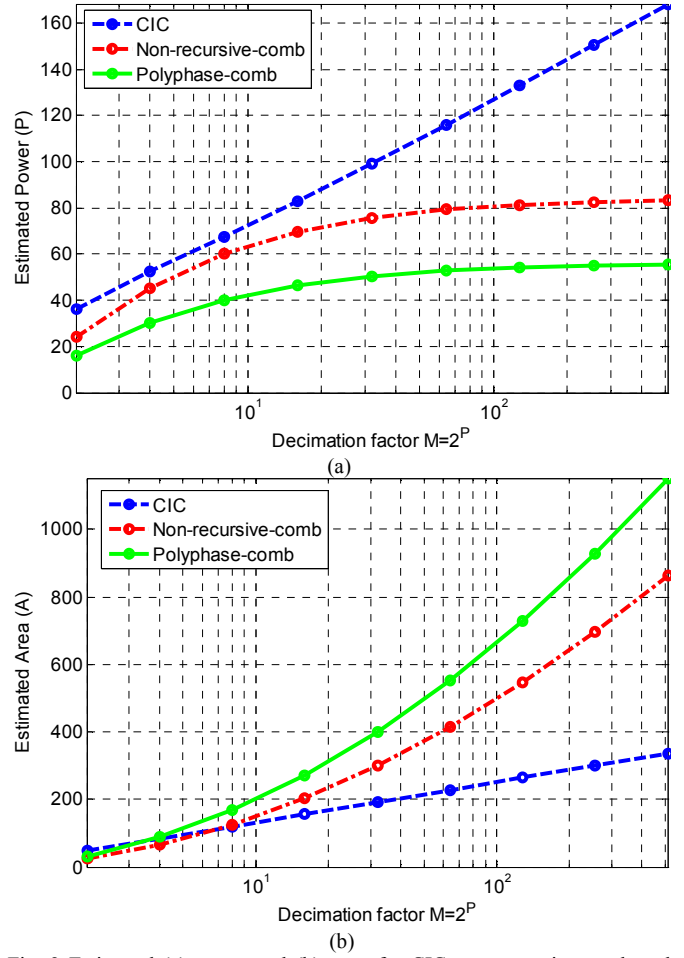 160
140
120
100
80
60
40
20
0
Estimated Power (P)
CIC
Non-recursive-comb
Polyphase-comb
10^1
10^2
Decimation factor M=2^P
(a)
1000
800
600
400
200
0
Estimated Area (A)
CIC
Non-recursive-comb
Polyphase-comb
10^1
10^2
Decimation factor M=2^P
(b)